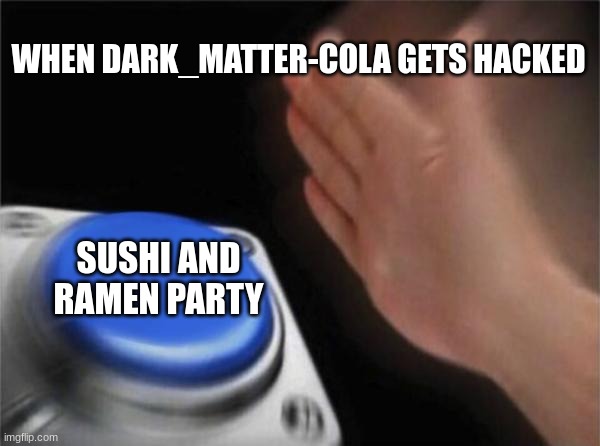 WHEN DARK_MATTER-COLA GETS HACKED
SUSHI AND
RAMEN PARTY
imgflip.com